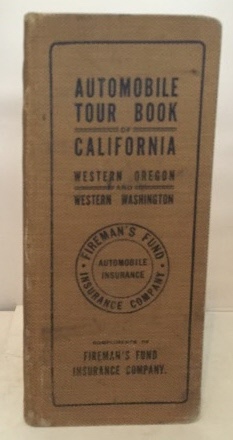 AUTOMOBILE
TOUR BOOK
OF
CALIFORNIA
WESTERN OREGON
AND
WESTERN WASHINGTON
FIREMAN'S FUND
AUTOMOBILE
INSURANCE
INSURANCE COMPANY
COMPLIMENTS OF
FIREMAN'S FUND
INSURANCE COMPANY.